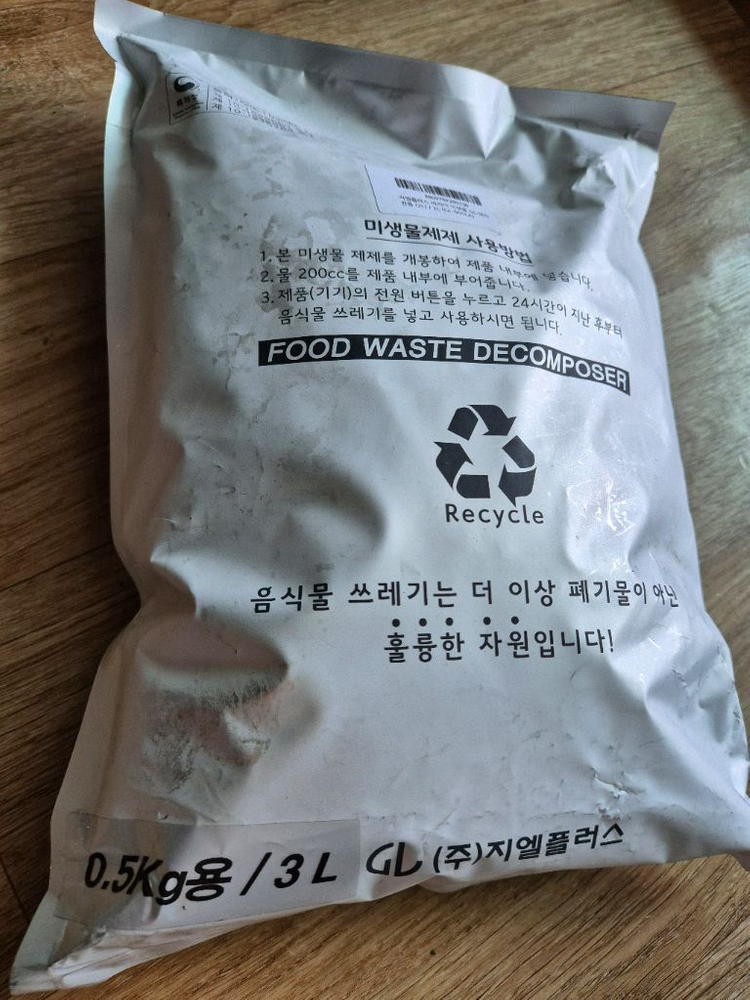 특허청
미생물제제 사용방법
1. 본 미생물 제제를 개봉하여 제품 내부에 넣습니다.
2. 물 200cc를 제품 내부에 부어줍니다.
3. 제품(기기)의 전원 버튼을 누르고 24시간이 지난 후부터
음식물 쓰레기를 넣고 사용하시면 됩니다.
FOOD WASTE DECOMPOSER
Recycle
음식물 쓰레기는 더 이상 폐기물이 아닌
훌륭한 자원입니다!
0.5Kg용 / 3 L GL (주)지엘플러스